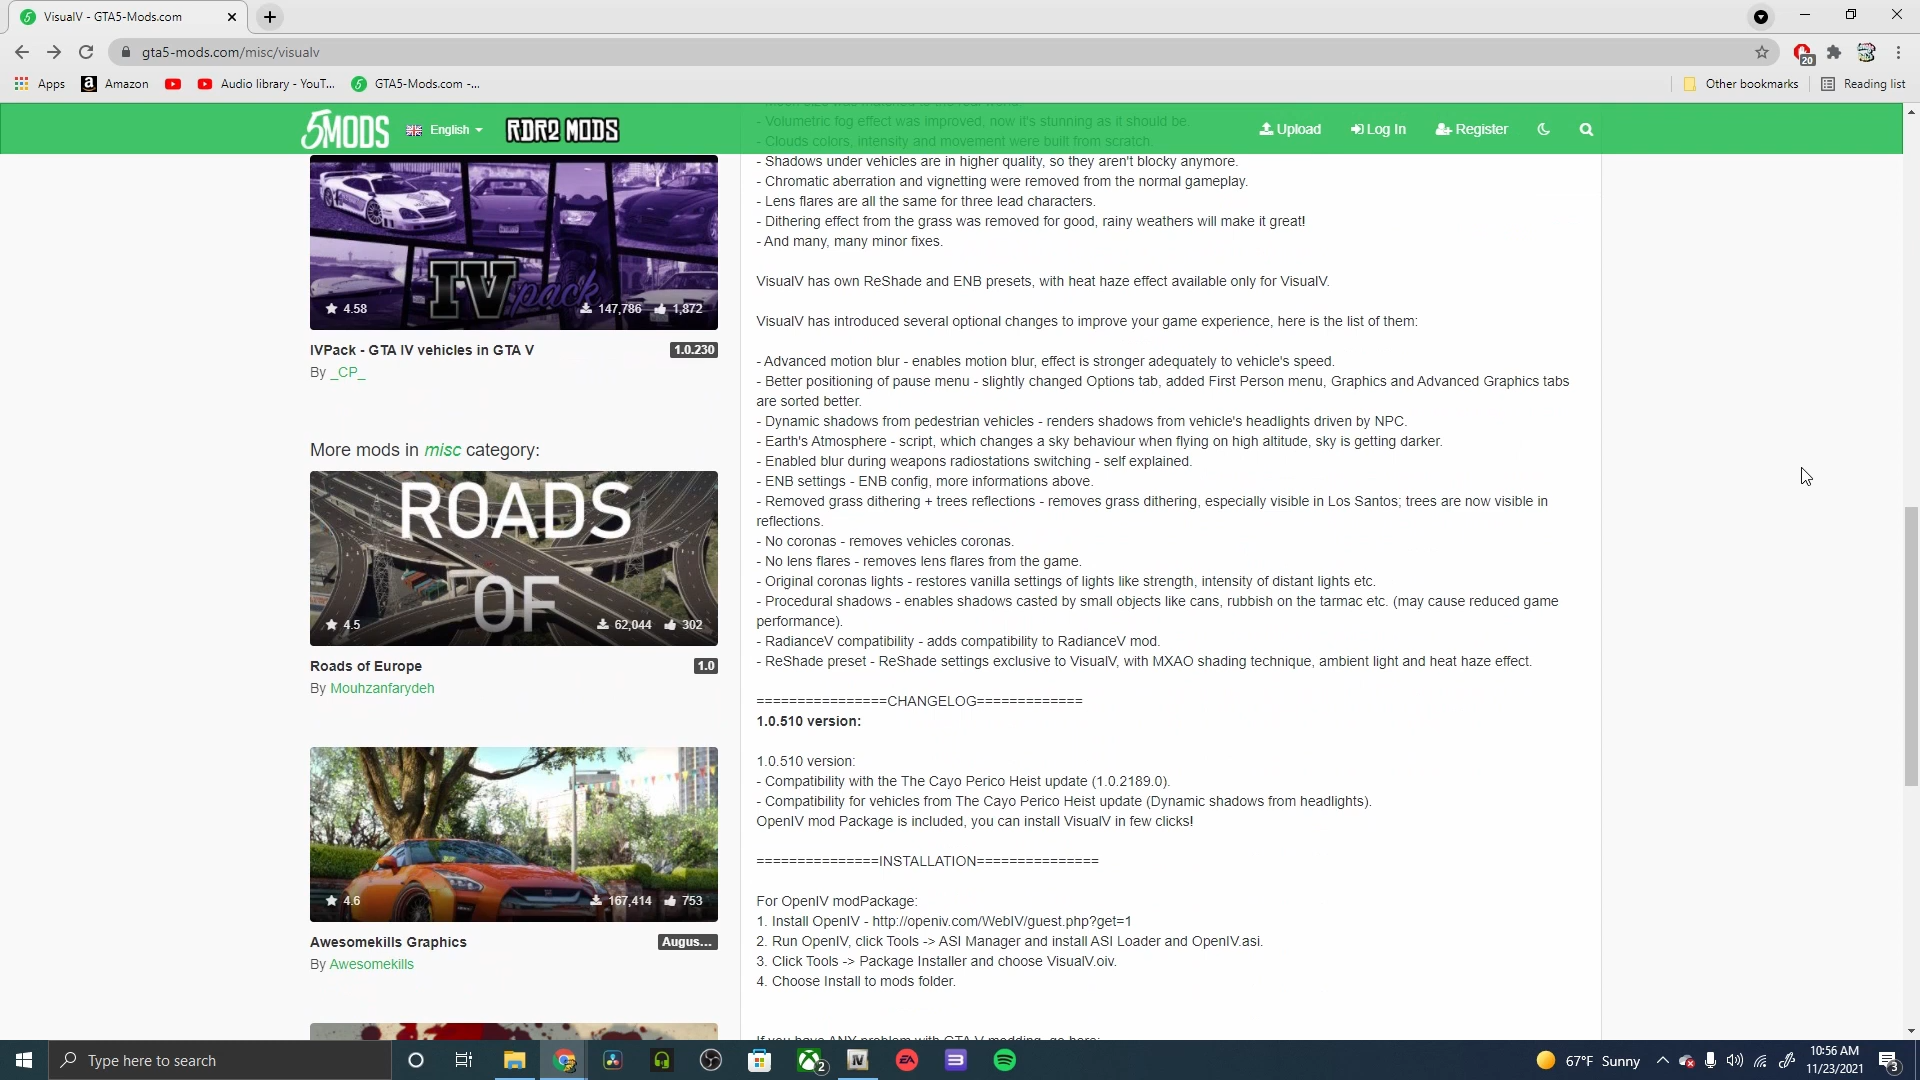 VisualV - GTA5-Mods.com
gta5-mods.com/misc/visualv
20
Apps
Amazon
Audio library - YouT...
GTA5-Mods.com -...
Other bookmarks
Reading list
5MODS
English
RDR2 MODS
Upload
Log In
Register
- Volumetric fog effect was improved, now it's stunning as it should be.
- Clouds colors, intensity and movement were built from scratch.
- Shadows under vehicles are in higher quality, so they aren't blocky anymore.
- Chromatic aberration and vignetting were removed from the normal gameplay.
- Lens flares are all the same for three lead characters.
- Dithering effect from the grass was removed for good, rainy weathers will make it great!
- And many, many minor fixes.
VisualV has own ReShade and ENB presets, with heat haze effect available only for VisualV.
VisualV has introduced several optional changes to improve your game experience, here is the list of them:
- Advanced motion blur - enables motion blur, effect is stronger adequately to vehicle's speed.
- Better positioning of pause menu - slightly changed Options tab, added First Person menu, Graphics and Advanced Graphics tabs
are sorted better.
- Dynamic shadows from pedestrian vehicles - renders shadows from vehicle's headlights driven by NPC.
- Earth's Atmosphere - script, which changes a sky behaviour when flying on high altitude, sky is getting darker.
- Enabled blur during weapons radiostations switching - self explained.
- ENB settings - ENB config, more informations above.
- Removed grass dithering + trees reflections - removes grass dithering, especially visible in Los Santos; trees are now visible in
reflections.
- No coronas - removes vehicles coronas.
- No lens flares - removes lens flares from the game.
- Original coronas lights - restores vanilla settings of lights like strength, intensity of distant lights etc.
- Procedural shadows - enables shadows casted by small objects like cans, rubbish on the tarmac etc. (may cause reduced game
performance).
- RadianceV compatibility - adds compatibility to RadianceV mod.
- ReShade preset - ReShade settings exclusive to VisualV, with MXAO shading technique, ambient light and heat haze effect.
================CHANGELOG=============
1.0.510 version:
1.0.510 version:
- Compatibility with the The Cayo Perico Heist update (1.0.2189.0).
- Compatibility for vehicles from The Cayo Perico Heist update (Dynamic shadows from headlights).
OpenIV mod Package is included, you can install VisualV in few clicks!
===============INSTALLATION===============
For OpenIV modPackage:
1. Install OpenIV - http://openiv.com/WebIV/guest.php?get=1
2. Run OpenIV, click Tools -> ASI Manager and install ASI Loader and OpenIV.asi.
3. Click Tools -> Package Installer and choose VisualV.oiv.
4. Choose Install to mods folder.
If you have ANY problem with GTA V modding, go here:
IV pack
4.58
147,786
1,872
IVPack - GTA IV vehicles in GTA V
1.0.230
By _CP_
More mods in misc category:
ROADS
OF
4.5
62,044
302
Roads of Europe
1.0
By Mouhzanfarydeh
4.6
167,414
753
Awesomekills Graphics
Augus...
By Awesomekills
Type here to search
2
IV
EA
67°F Sunny
10:56 AM
11/23/2021
3